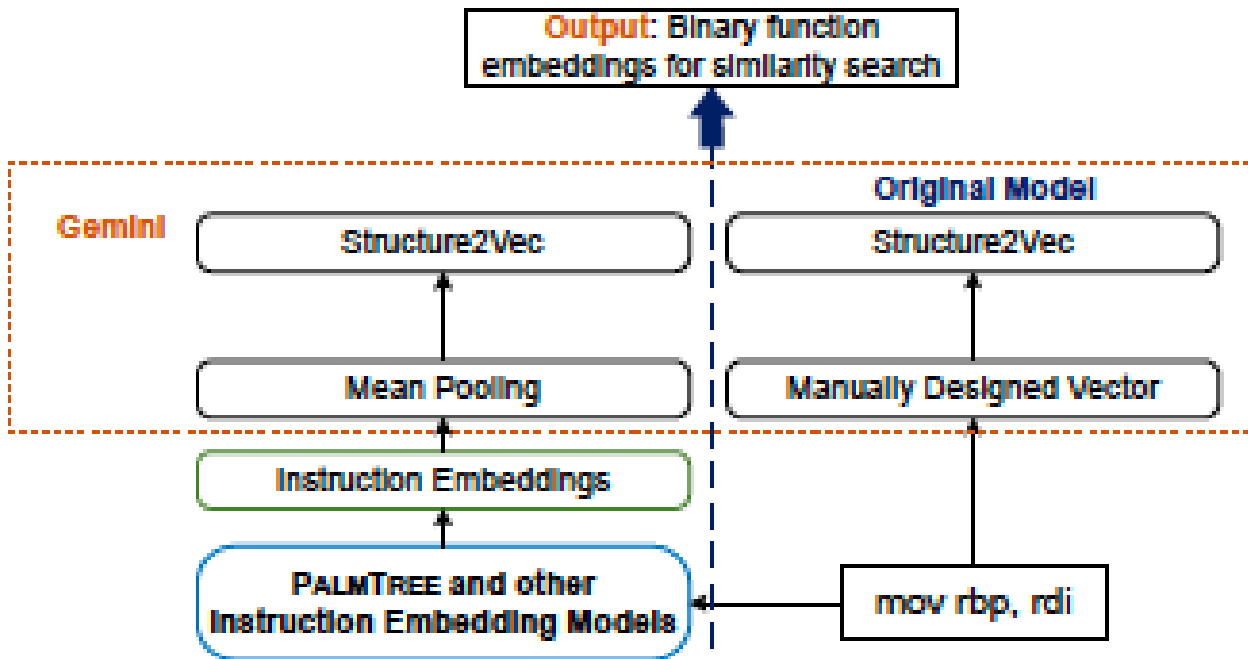 Output: Binary function
embeddings for similarity search
Original Model
Gemini
Structure2Vec
Structure2Vec
Mean Pooling
Manually Designed Vector
Instruction Embeddings
PALMTREE and other
Instruction Embedding Models
mov rbp, rdi